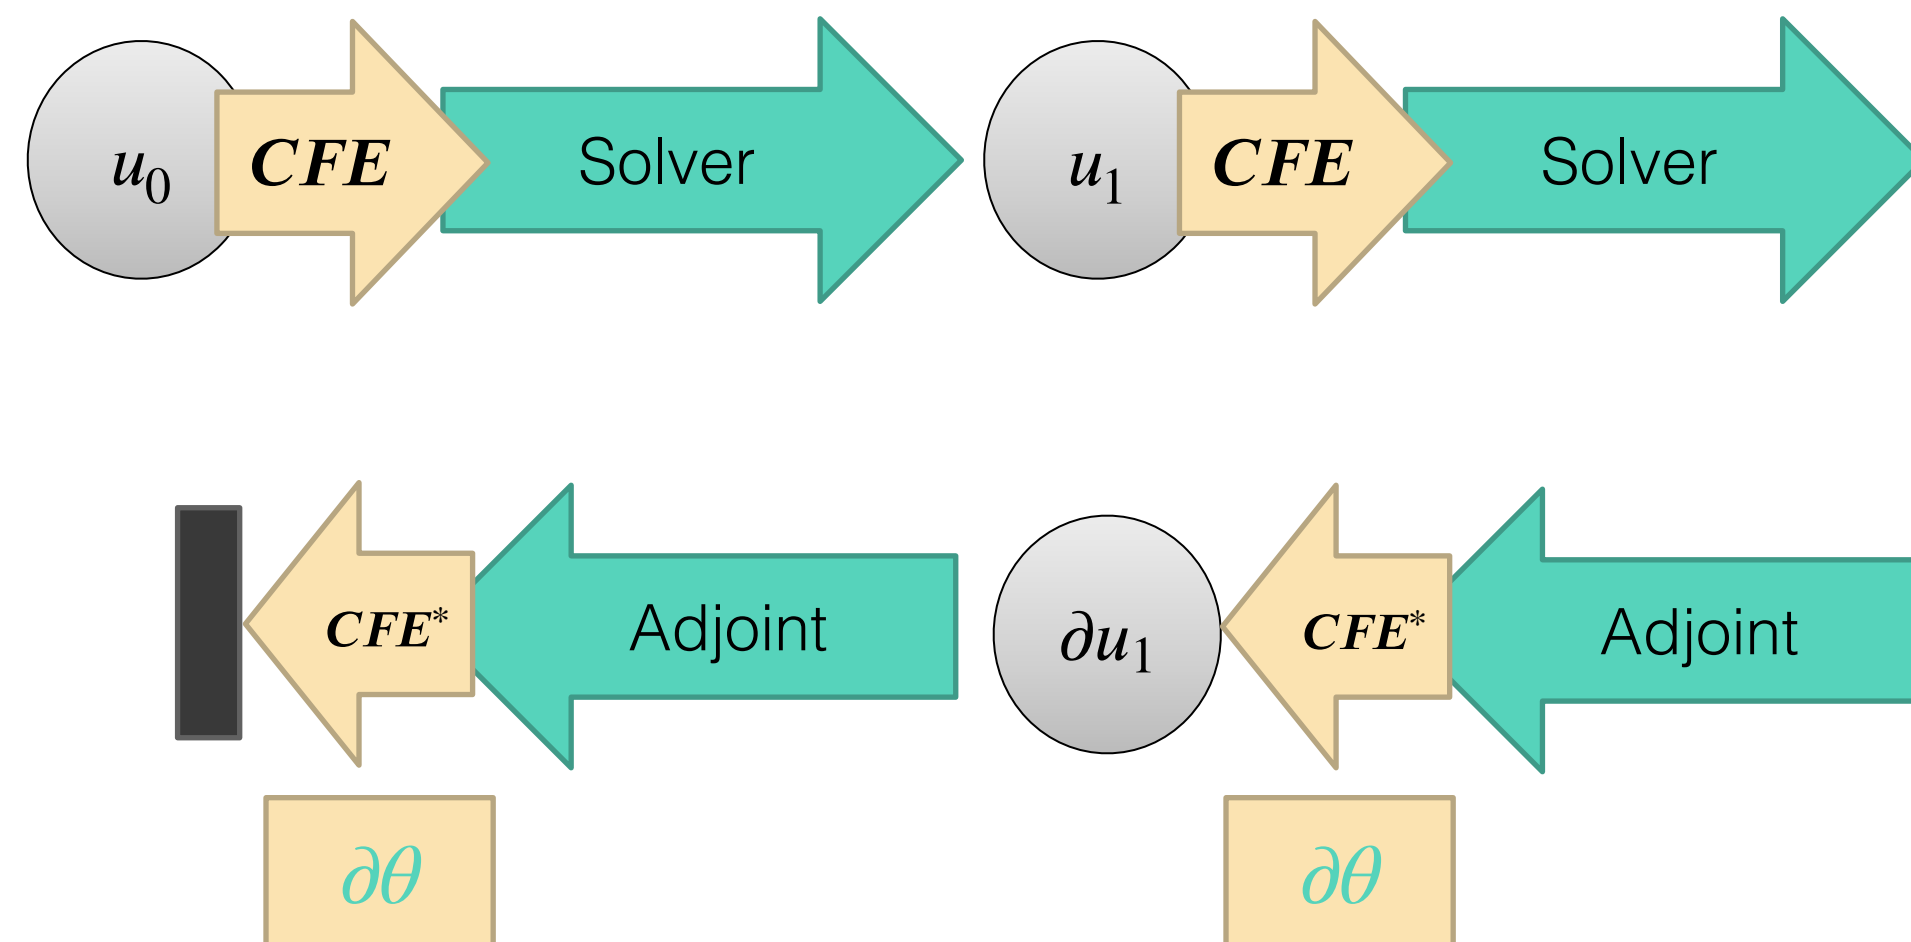 u₀ CFE Solver u₁ CFE Solver
CFE* Adjoint ∂u₁ CFE* Adjoint
∂θ ∂θ